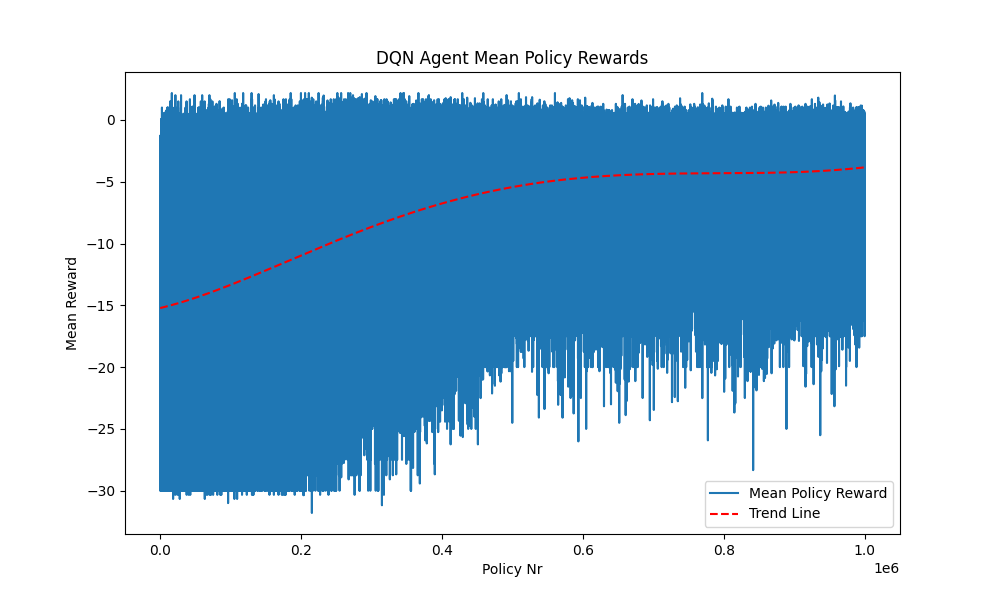 DQN Agent Mean Policy Rewards
Mean Reward
0
−5
−10
−15
−20
−25
−30
0.0 0.2 0.4 0.6 0.8 1.0
1e6
Policy Nr
Mean Policy Reward
Trend Line